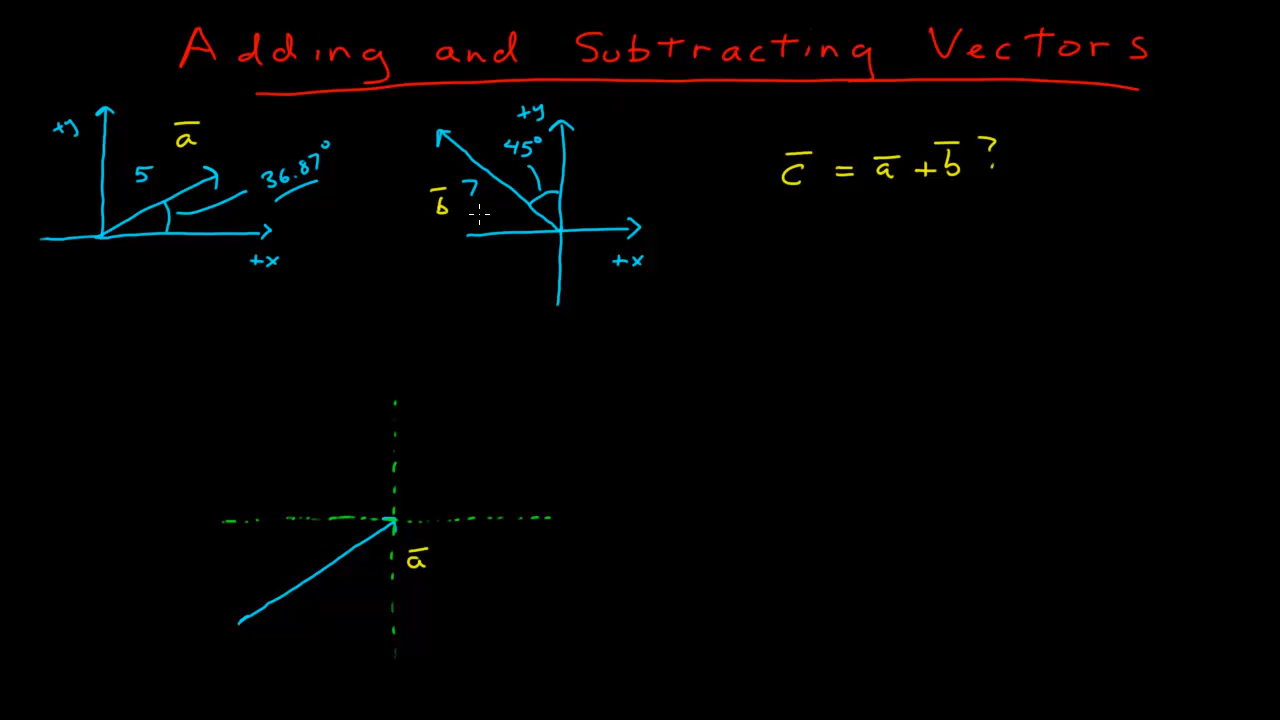 Adding and Subtracting Vectors
+y a̅ 5 36.87° +x
+y 45° b̅ 7 +x
c̅ = a̅ + b̅ ?
a̅